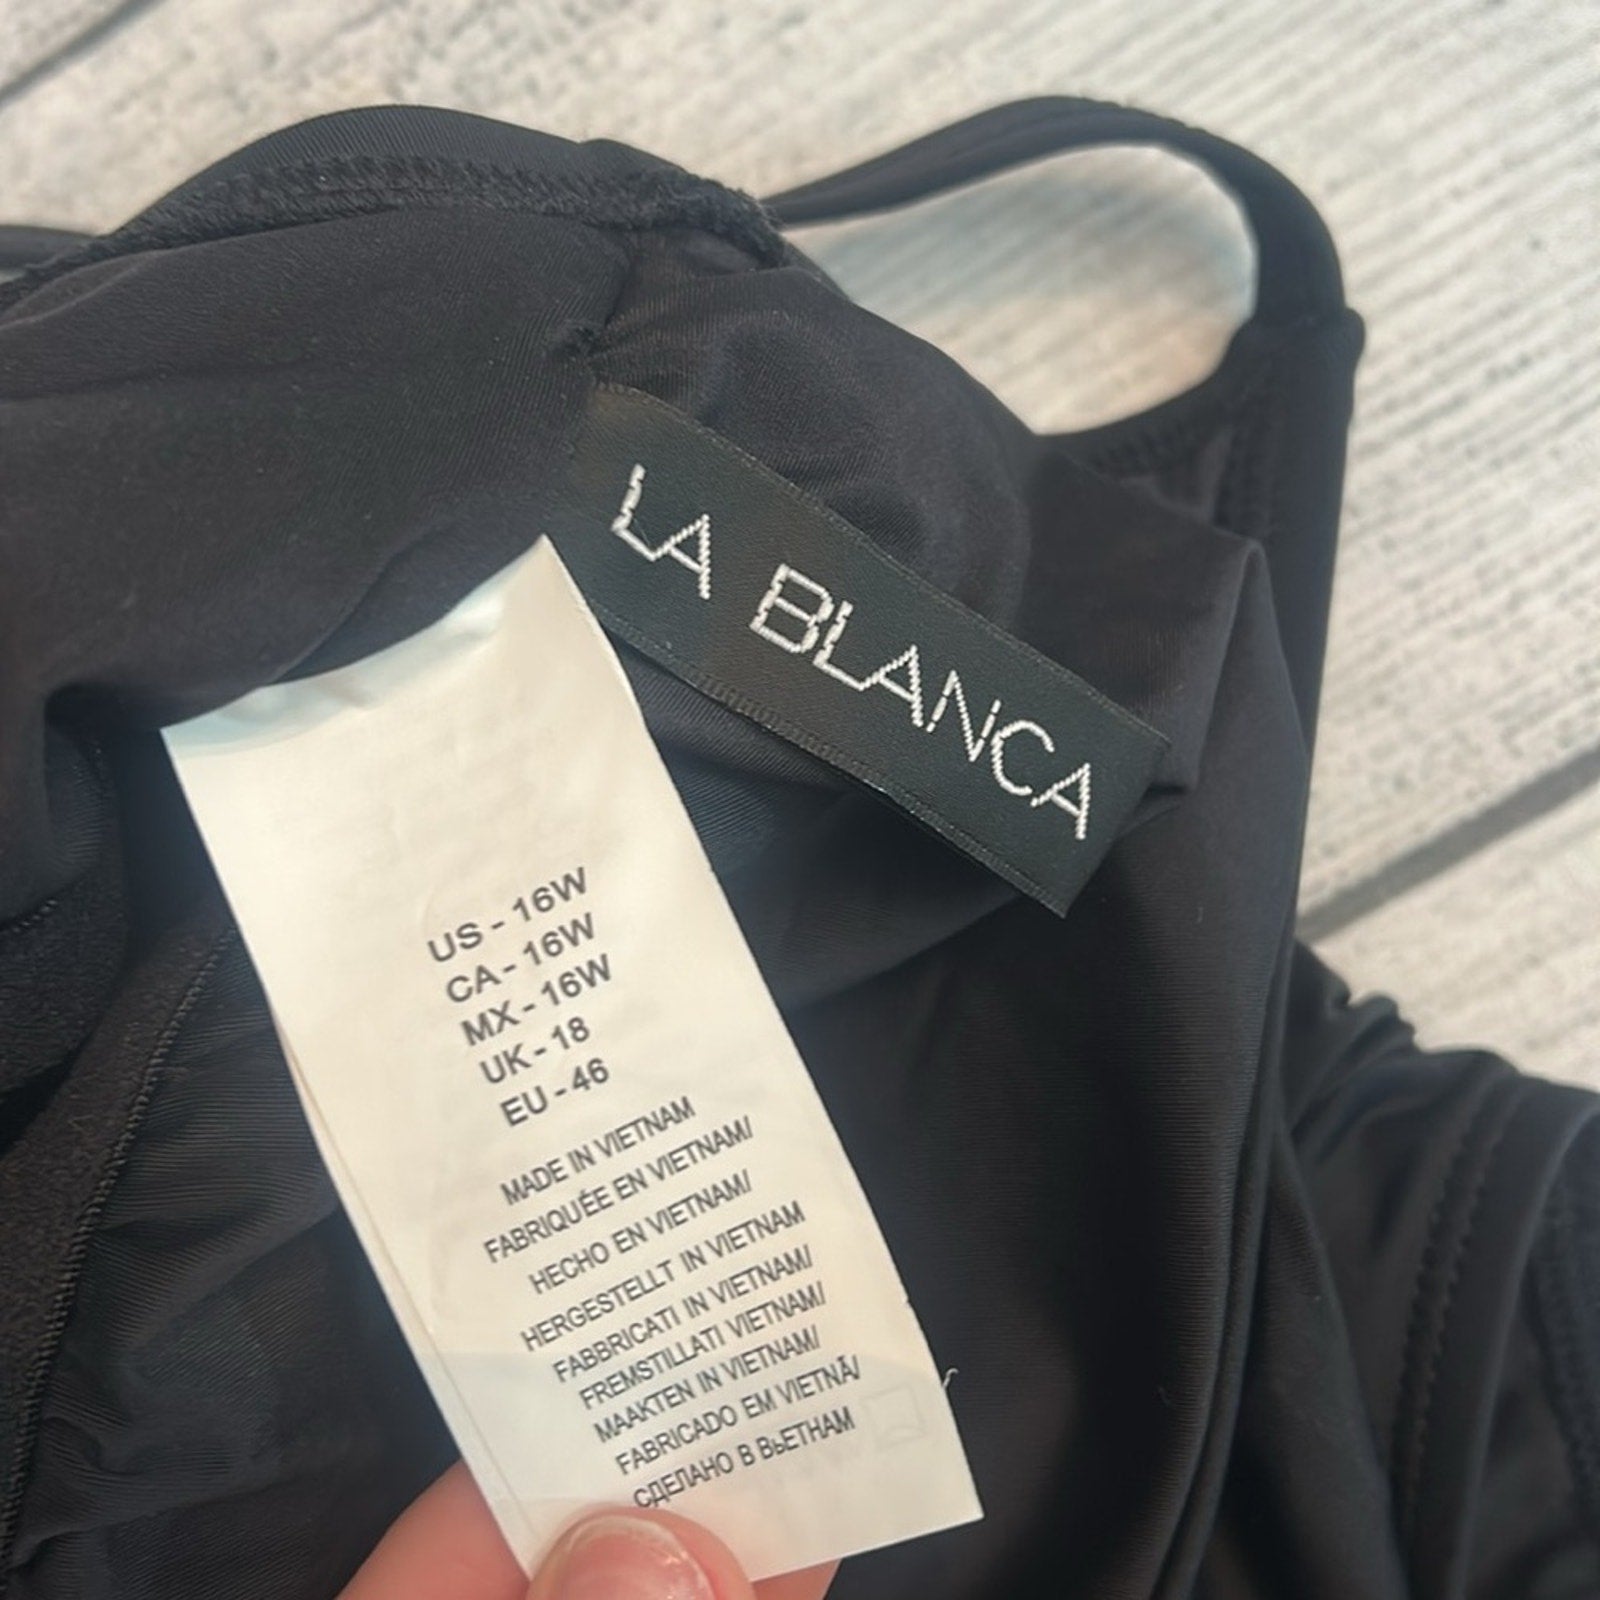 LA BLANCA
US - 16W
CA - 16W
MX - 16W
UK - 18
EU - 46
MADE IN VIETNAM
FABRIQUÉE EN VIETNAM/
HECHO EN VIETNAM/
HERGESTELLT IN VIETNAM
FABBRICATI IN VIETNAM/
FREMSTILLATI VIETNAM/
MAAKTEN IN VIETNAM/
FABRICADO EM VIETNÃ/
СДЕЛАНО В ВЬЕТНАМ